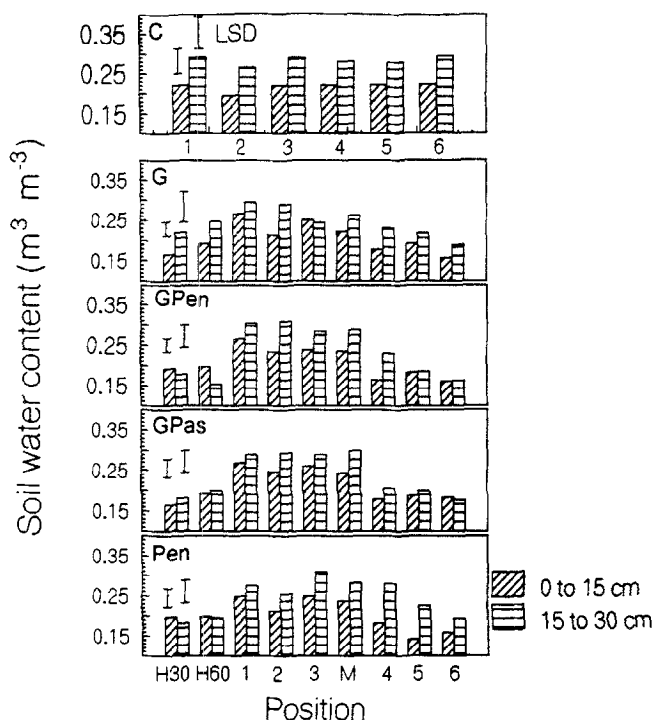 Soil water content (m³ m⁻³)
C
LSD
0.35
0.25
0.15
1 2 3 4 5 6
G
0.35
0.25
0.15
GPen
0.35
0.25
0.15
GPas
0.35
0.25
0.15
Pen
0.35
0.25
0.15
0 to 15 cm
15 to 30 cm
H30 H60 1 2 3 M 4 5 6
Position